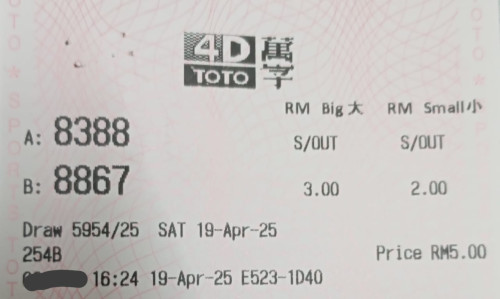 4D 萬字
TOTO
RM Big 大 RM Small 小
A: 8388 S/OUT S/OUT
B: 8867 3.00 2.00
Draw 5954/25 SAT 19-Apr-25
254B Price RM5.00
16:24 19-Apr-25 E523-1D40